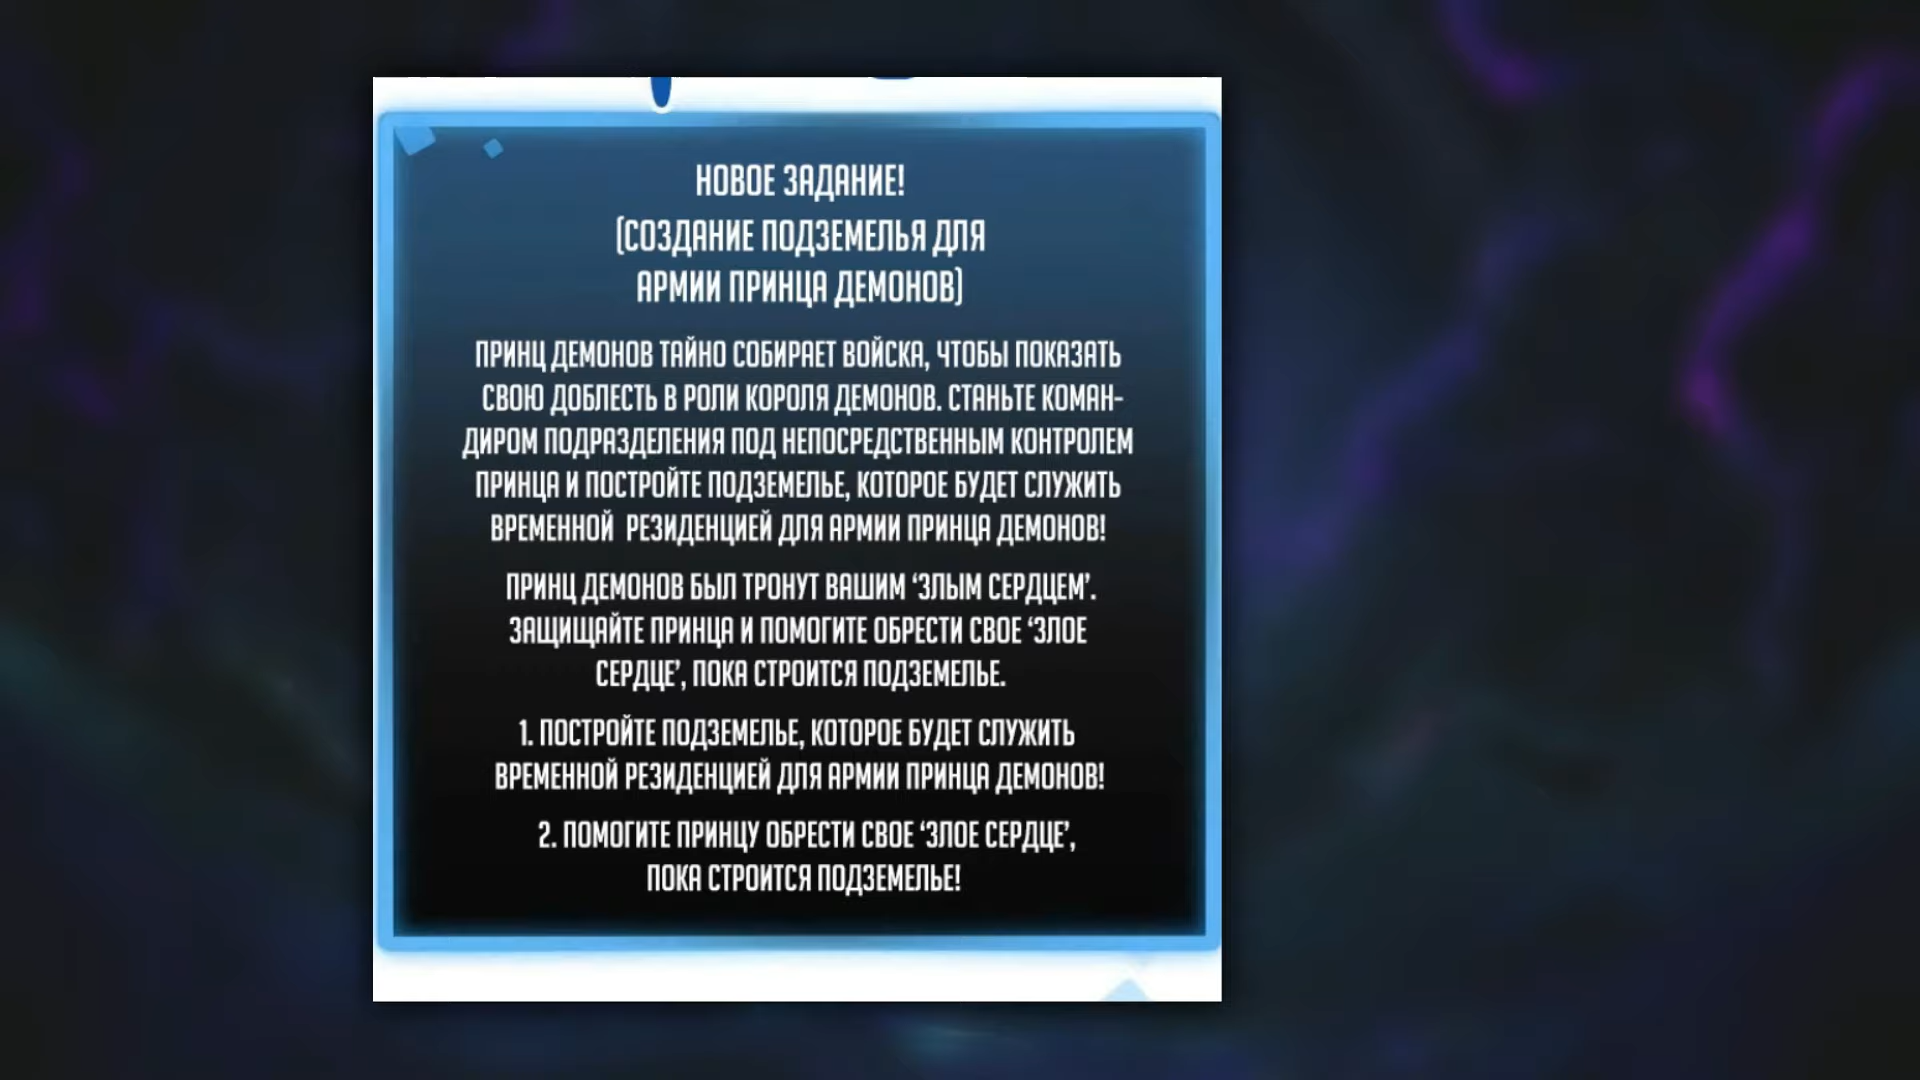 НОВОЕ ЗАДАНИЕ!
(СОЗДАНИЕ ПОДЗЕМЕЛЬЯ ДЛЯ
АРМИИ ПРИНЦА ДЕМОНОВ)
ПРИНЦ ДЕМОНОВ ТАЙНО СОБИРАЕТ ВОЙСКА, ЧТОБЫ ПОКАЗАТЬ
СВОЮ ДОБЛЕСТЬ В РОЛИ КОРОЛЯ ДЕМОНОВ. СТАНЬТЕ КОМАН-
ДИРОМ ПОДРАЗДЕЛЕНИЯ ПОД НЕПОСРЕДСТВЕННЫМ КОНТРОЛЕМ
ПРИНЦА И ПОСТРОЙТЕ ПОДЗЕМЕЛЬЕ, КОТОРОЕ БУДЕТ СЛУЖИТЬ
ВРЕМЕННОЙ РЕЗИДЕНЦИЕЙ ДЛЯ АРМИИ ПРИНЦА ДЕМОНОВ!
ПРИНЦ ДЕМОНОВ БЫЛ ТРОНУТ ВАШИМ ‘ЗЛЫМ СЕРДЦЕМ’.
ЗАЩИЩАЙТЕ ПРИНЦА И ПОМОГИТЕ ОБРЕСТИ СВОЕ ‘ЗЛОЕ
СЕРДЦЕ’, ПОКА СТРОИТСЯ ПОДЗЕМЕЛЬЕ.
1. ПОСТРОЙТЕ ПОДЗЕМЕЛЬЕ, КОТОРОЕ БУДЕТ СЛУЖИТЬ
ВРЕМЕННОЙ РЕЗИДЕНЦИЕЙ ДЛЯ АРМИИ ПРИНЦА ДЕМОНОВ!
2. ПОМОГИТЕ ПРИНЦУ ОБРЕСТИ СВОЕ ‘ЗЛОЕ СЕРДЦЕ’,
ПОКА СТРОИТСЯ ПОДЗЕМЕЛЬЕ!